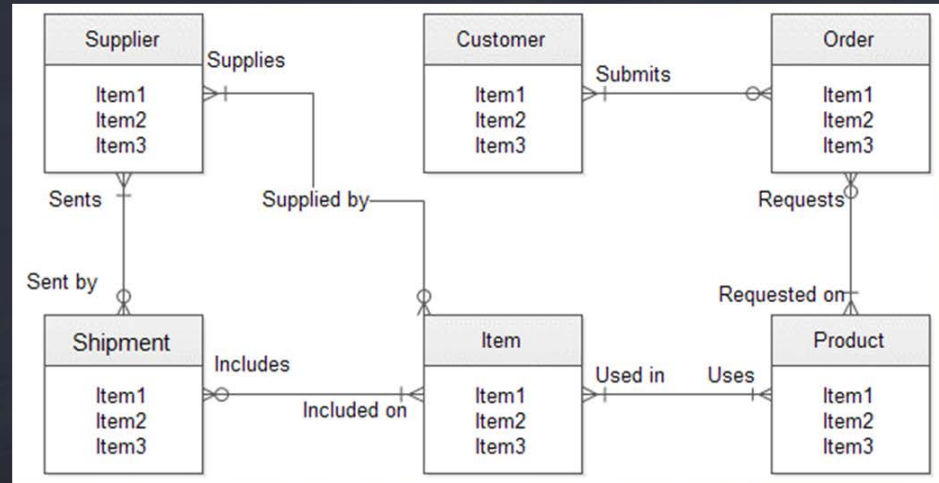 Supplier
Item1
Item2
Item3
Supplies
Customer
Item1
Item2
Item3
Submits
Order
Item1
Item2
Item3
Sents
Supplied by
Requests
Sent by
Requested on
Shipment
Item1
Item2
Item3
Includes
Included on
Item
Item1
Item2
Item3
Used in
Uses
Product
Item1
Item2
Item3